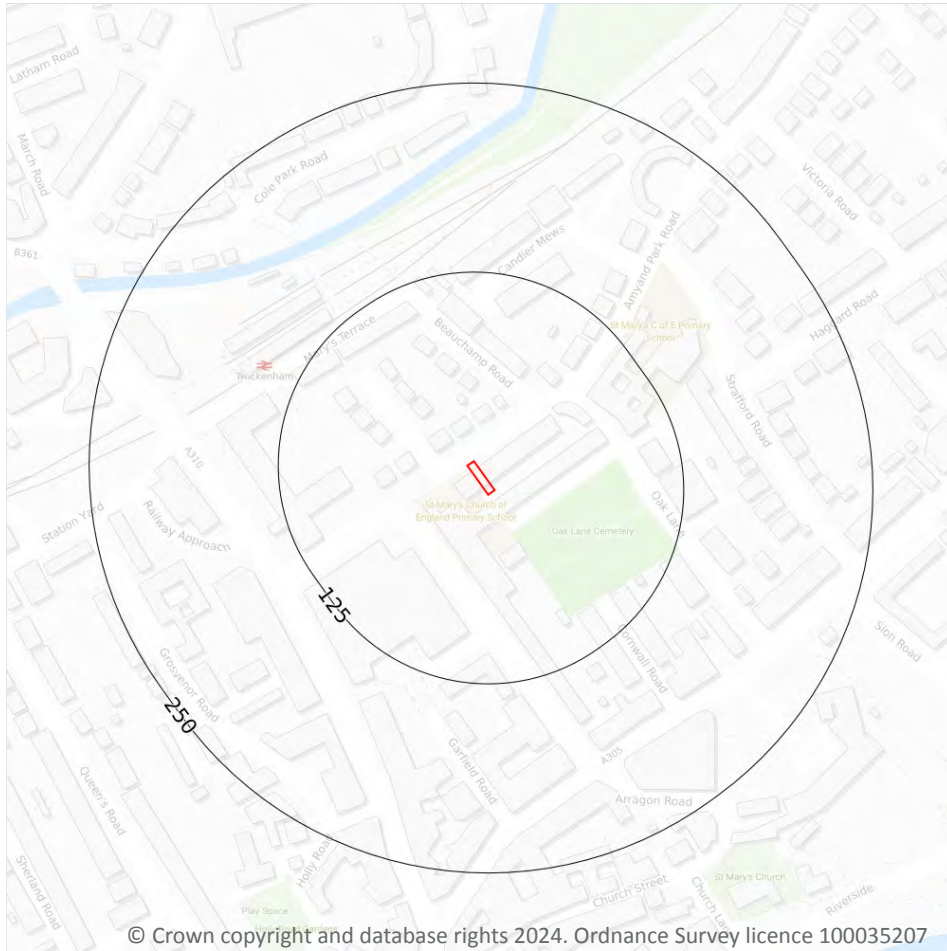 Latham Road
March Road
Cole Park Road
Victoria Road
B361
Candler Mews
Amyand Park Road
Haggard Road
Beauchamp Road
St Mary's C of E Primary
School
Mary's Terrace
Twickenham
Strafford Road
A310
St Mary's Church of
England Primary School
Oak Lane Cemetery
Oak Lane
Station Yard
Railway Approach
125
Cornwall Road
Sion Road
Grosvenor Road
250
Garfield Road
A305
Queen's Road
Arragon Road
Holly Road
Sherland Road
St Mary's Church
Church Street
Church Lane
Riverside
Play Space
Holly Road Gardens
© Crown copyright and database rights 2024. Ordnance Survey licence 100035207